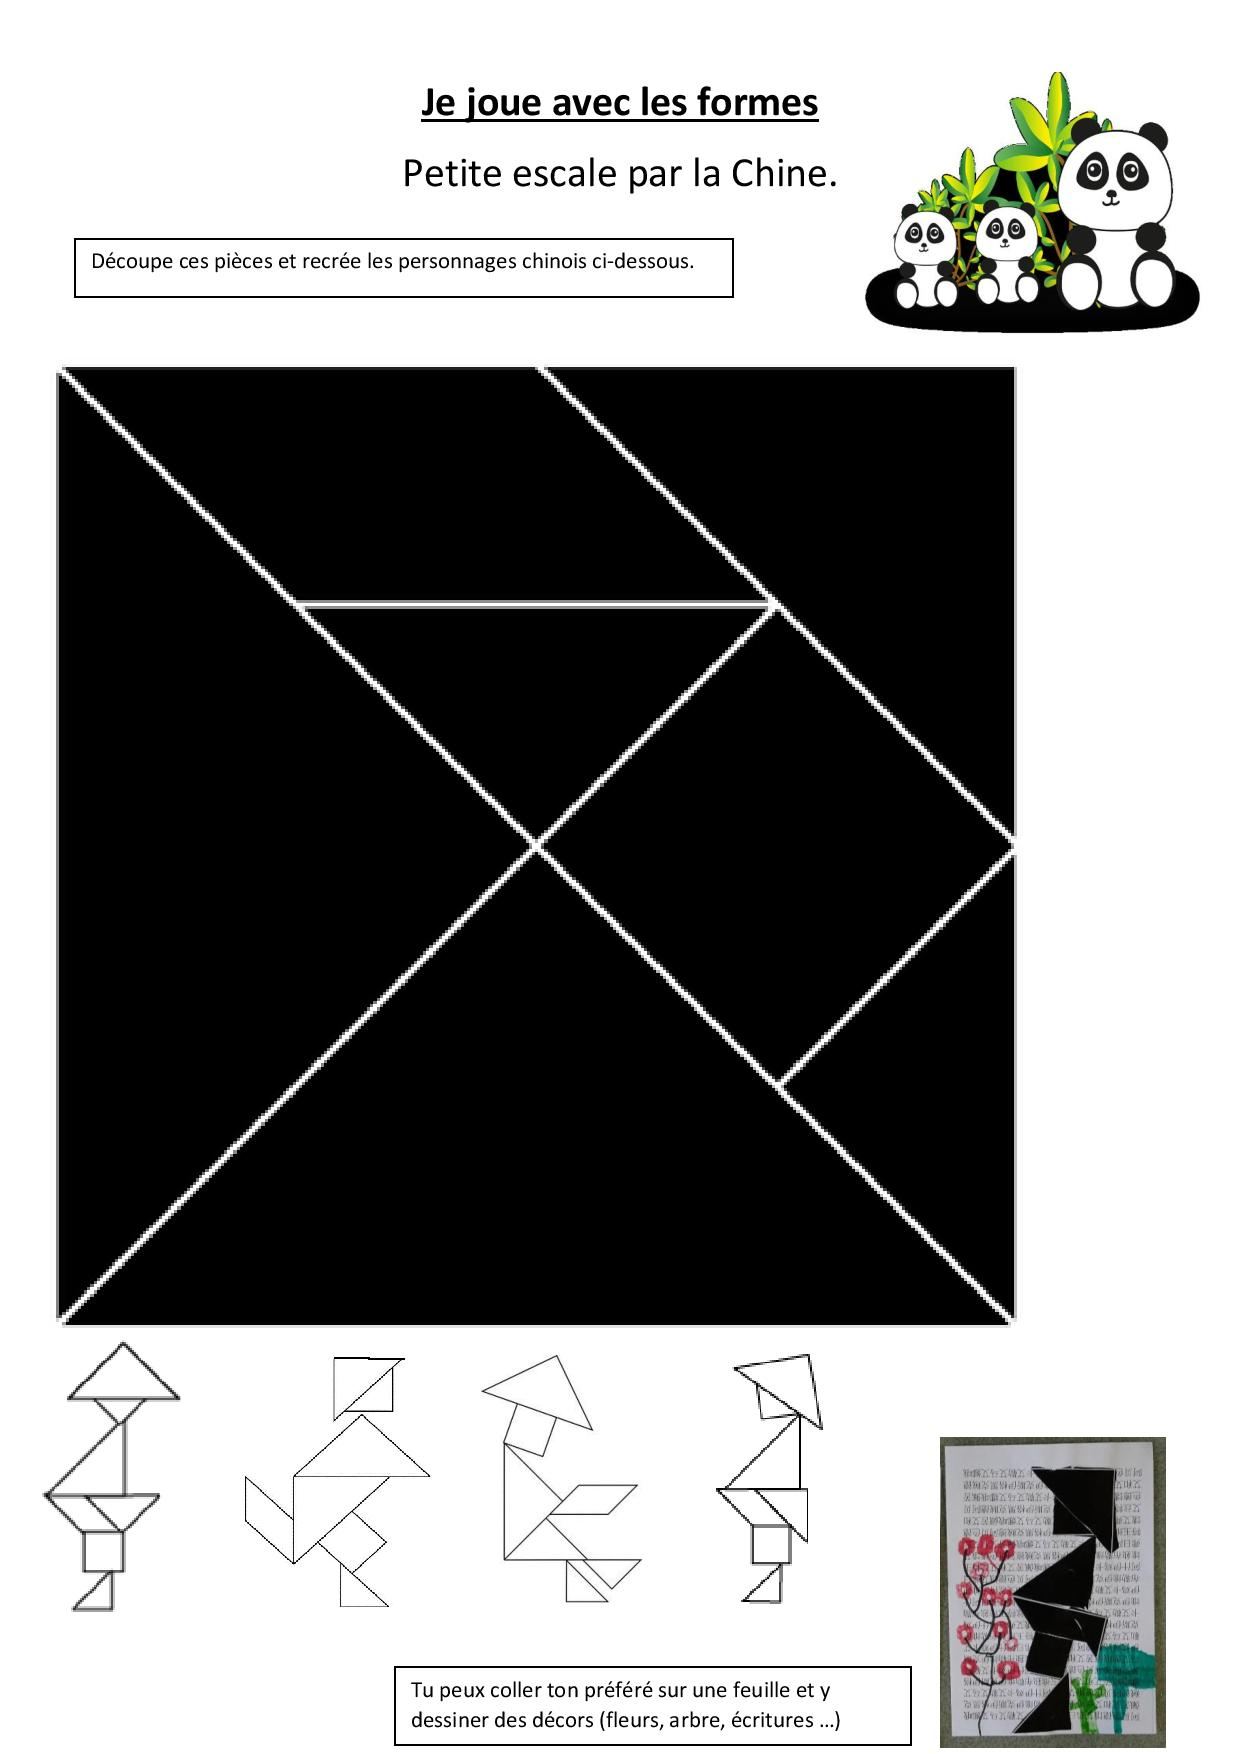 Je joue avec les formes
Petite escale par la Chine.
Découpe ces pièces et recrée les personnages chinois ci-dessous.
Tu peux coller ton préféré sur une feuille et y
dessiner des décors (fleurs, arbre, écritures …)